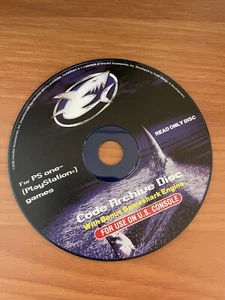 READ ONLY DISC
For PS one™
(PlayStation®)
games
Code Archive Disc
With Bonus Gameshark Engine
FOR USE ON U.S. CONSOLE